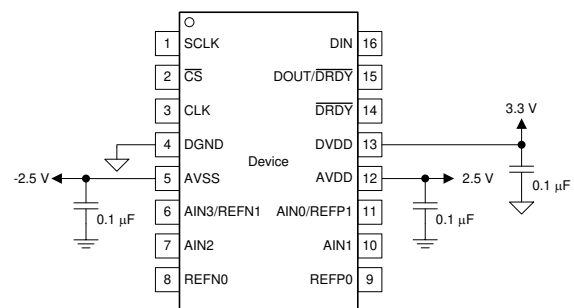 1 SCLK DIN 16
2 CS DOUT/DRDY 15
3 CLK DRDY 14
3.3 V
4 DGND DVDD 13
Device
0.1 μF
-2.5 V 5 AVSS AVDD 12 2.5 V
0.1 μF 6 AIN3/REFN1 AIN0/REFP1 11 0.1 μF
7 AIN2 AIN1 10
8 REFN0 REFP0 9